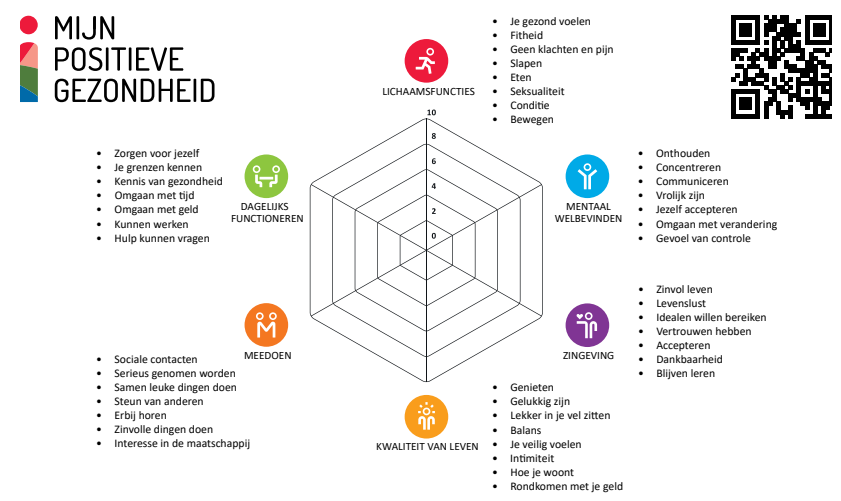 MIJN
POSITIEVE
GEZONDHEID
LICHAAMSFUNCTIES
• Je gezond voelen
• Fitheid
• Geen klachten en pijn
• Slapen
• Eten
• Seksualiteit
• Conditie
• Bewegen
10
8
6
4
2
0
• Zorgen voor jezelf
• Je grenzen kennen
• Kennis van gezondheid
• Omgaan met tijd
• Omgaan met geld
• Kunnen werken
• Hulp kunnen vragen
DAGELIJKS
FUNCTIONEREN
MENTAAL
WELBEVINDEN
• Onthouden
• Concentreren
• Communiceren
• Vrolijk zijn
• Jezelf accepteren
• Omgaan met verandering
• Gevoel van controle
MEEDOEN
• Sociale contacten
• Serieus genomen worden
• Samen leuke dingen doen
• Steun van anderen
• Erbij horen
• Zinvolle dingen doen
• Interesse in de maatschappij
ZINGEVING
• Zinvol leven
• Levenslust
• Idealen willen bereiken
• Vertrouwen hebben
• Accepteren
• Dankbaarheid
• Blijven leren
KWALITEIT VAN LEVEN
• Genieten
• Gelukkig zijn
• Lekker in je vel zitten
• Balans
• Je veilig voelen
• Intimiteit
• Hoe je woont
• Rondkomen met je geld